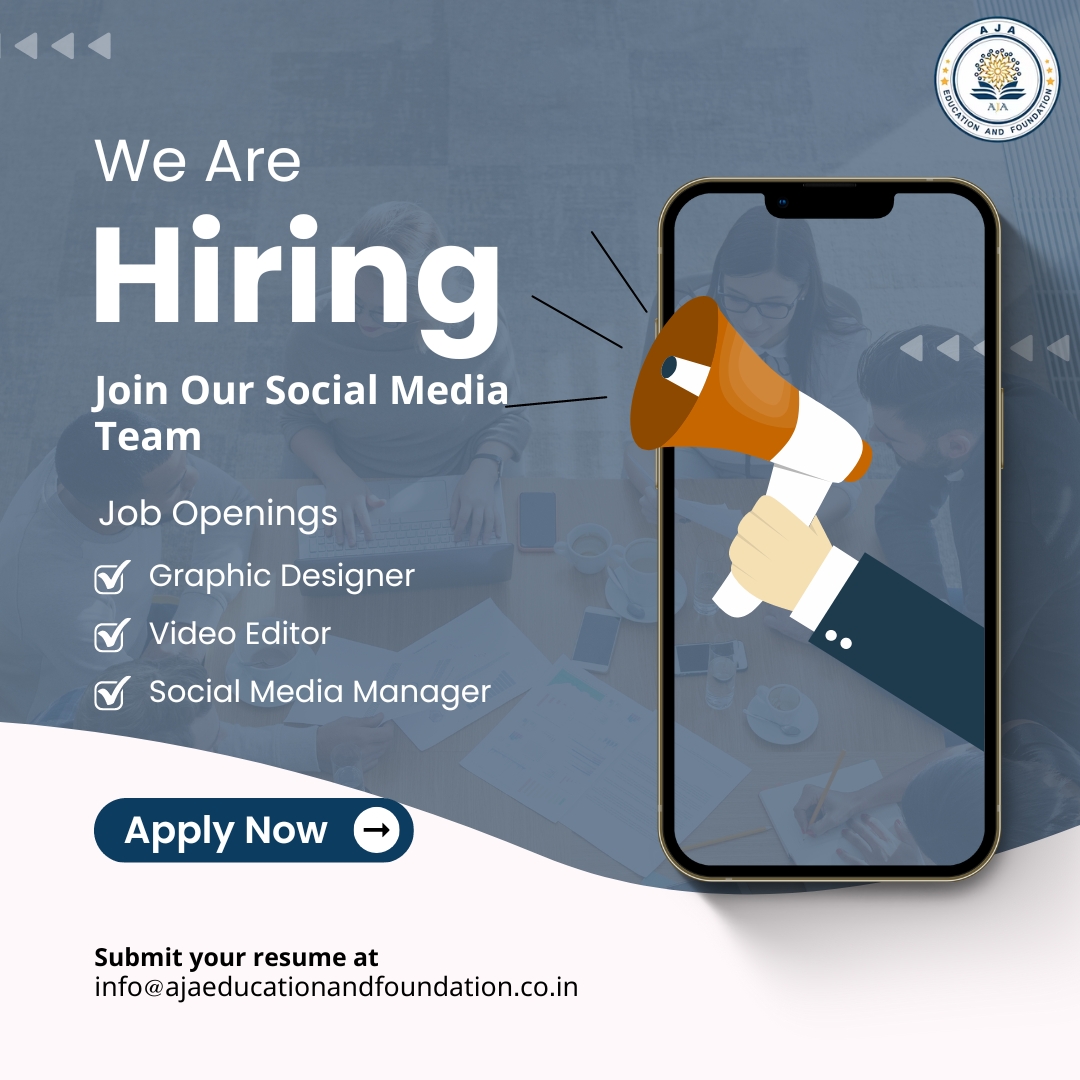 AJA
AJA
EDUCATION AND FOUNDATION
We Are
Hiring
Join Our Social Media
Team
Job Openings
Graphic Designer
Video Editor
Social Media Manager
Apply Now
Submit your resume at
info@ajaeducationandfoundation.co.in